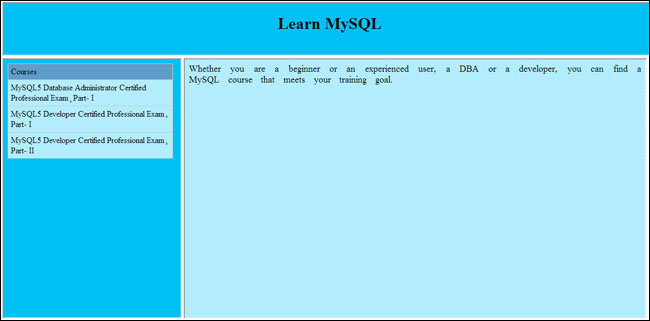 Learn MySQL
Courses
MySQL5 Database Administrator Certified
Professional Exam , Part- I
MySQL5 Developer Certified Professional Exam ,
Part- I
MySQL5 Developer Certified Professional Exam ,
Part- II
Whether you are a beginner or an experienced user, a DBA or a developer, you can find a
MySQL course that meets your training goal.